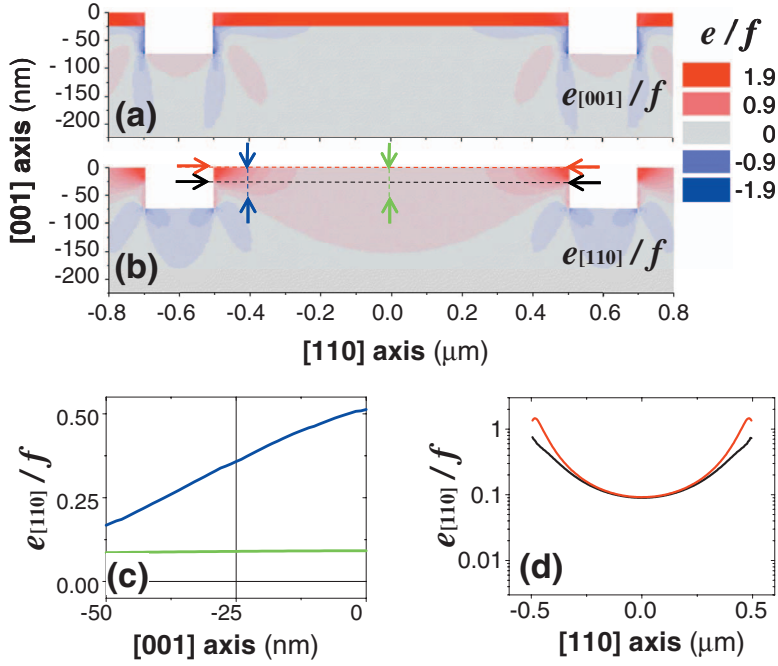 0
- 50
-100
-150
-200
(a)
e[001]/f
e/f
1.9
0.9
0
-0.9
-1.9
0
- 50
-100
-150
-200
(b)
e[110]/f
[001] axis (nm)
-0.8 -0.6 -0.4 -0.2 0.0 0.2 0.4 0.6 0.8
[110] axis (μm)
0.50
0.25
0.00
e[110]/f
(c)
-50 -25 0
[001] axis (nm)
1
0.1
0.01
e[110]/f
(d)
-0.5 0.0 0.5
[110] axis (μm)